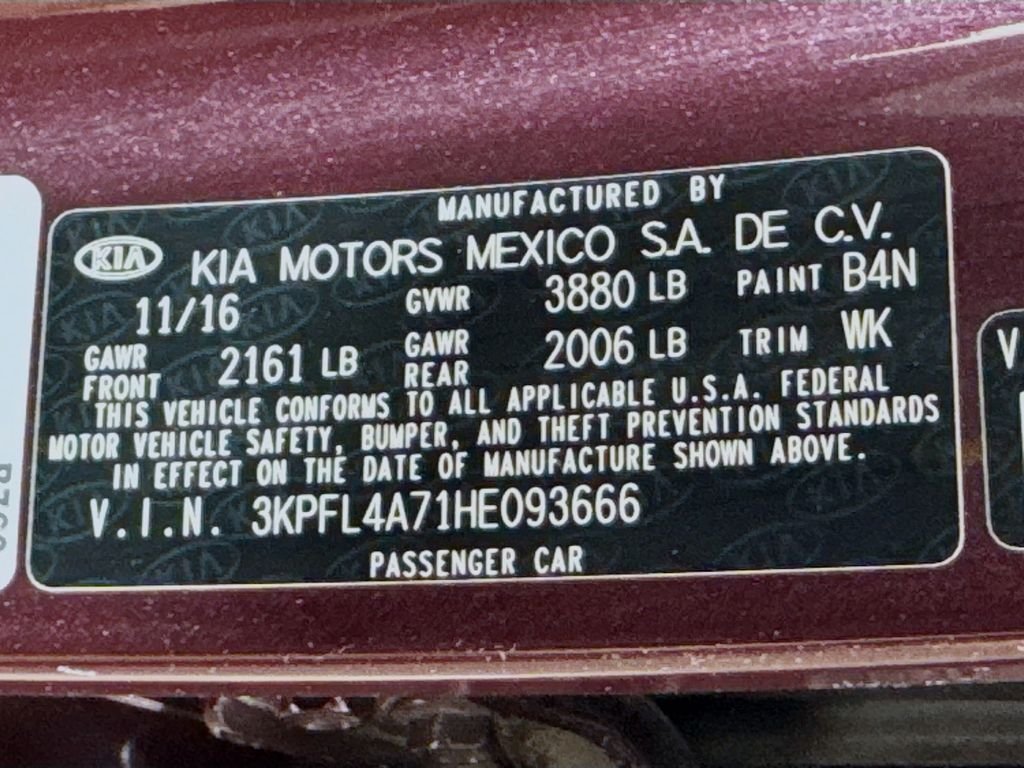 MANUFACTURED BY
KIA KIA MOTORS MEXICO S.A. DE C.V.
11/16 GVWR 3880 LB PAINT B4N
GAWR FRONT 2161 LB GAWR REAR 2006 LB TRIM WK
THIS VEHICLE CONFORMS TO ALL APPLICABLE U.S.A. FEDERAL
MOTOR VEHICLE SAFETY, BUMPER, AND THEFT PREVENTION STANDARDS
IN EFFECT ON THE DATE OF MANUFACTURE SHOWN ABOVE.
V.I.N. 3KPFL4A71HE093666
PASSENGER CAR
V